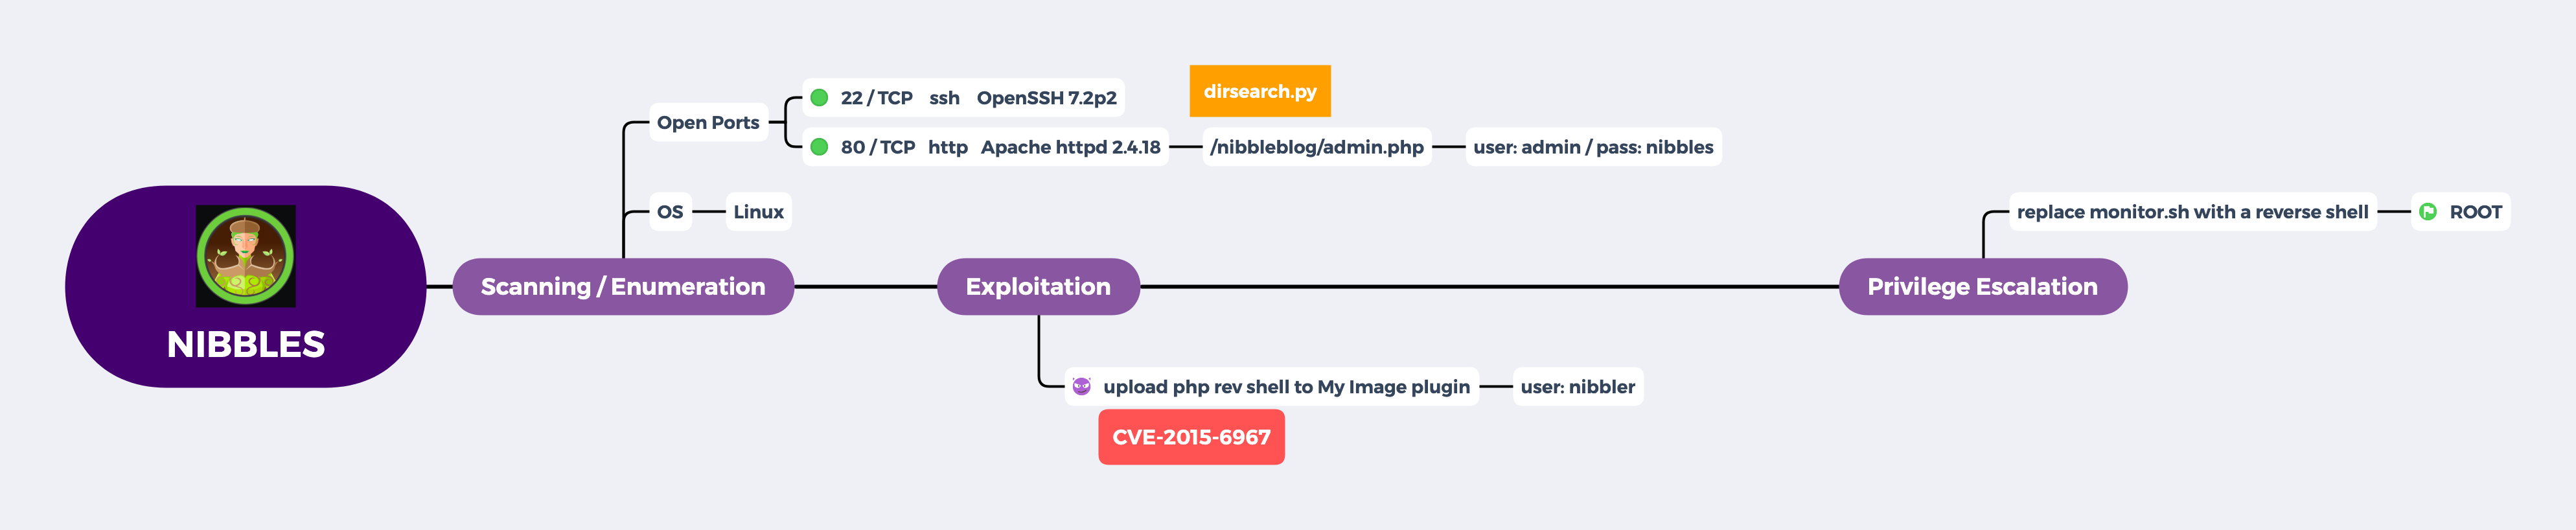 NIBBLES
Scanning / Enumeration
Open Ports
22 / TCP ssh OpenSSH 7.2p2
80 / TCP http Apache httpd 2.4.18
dirsearch.py
/nibbleblog/admin.php
user: admin / pass: nibbles
OS
Linux
Exploitation
upload php rev shell to My Image plugin
user: nibbler
CVE-2015-6967
Privilege Escalation
replace monitor.sh with a reverse shell
ROOT